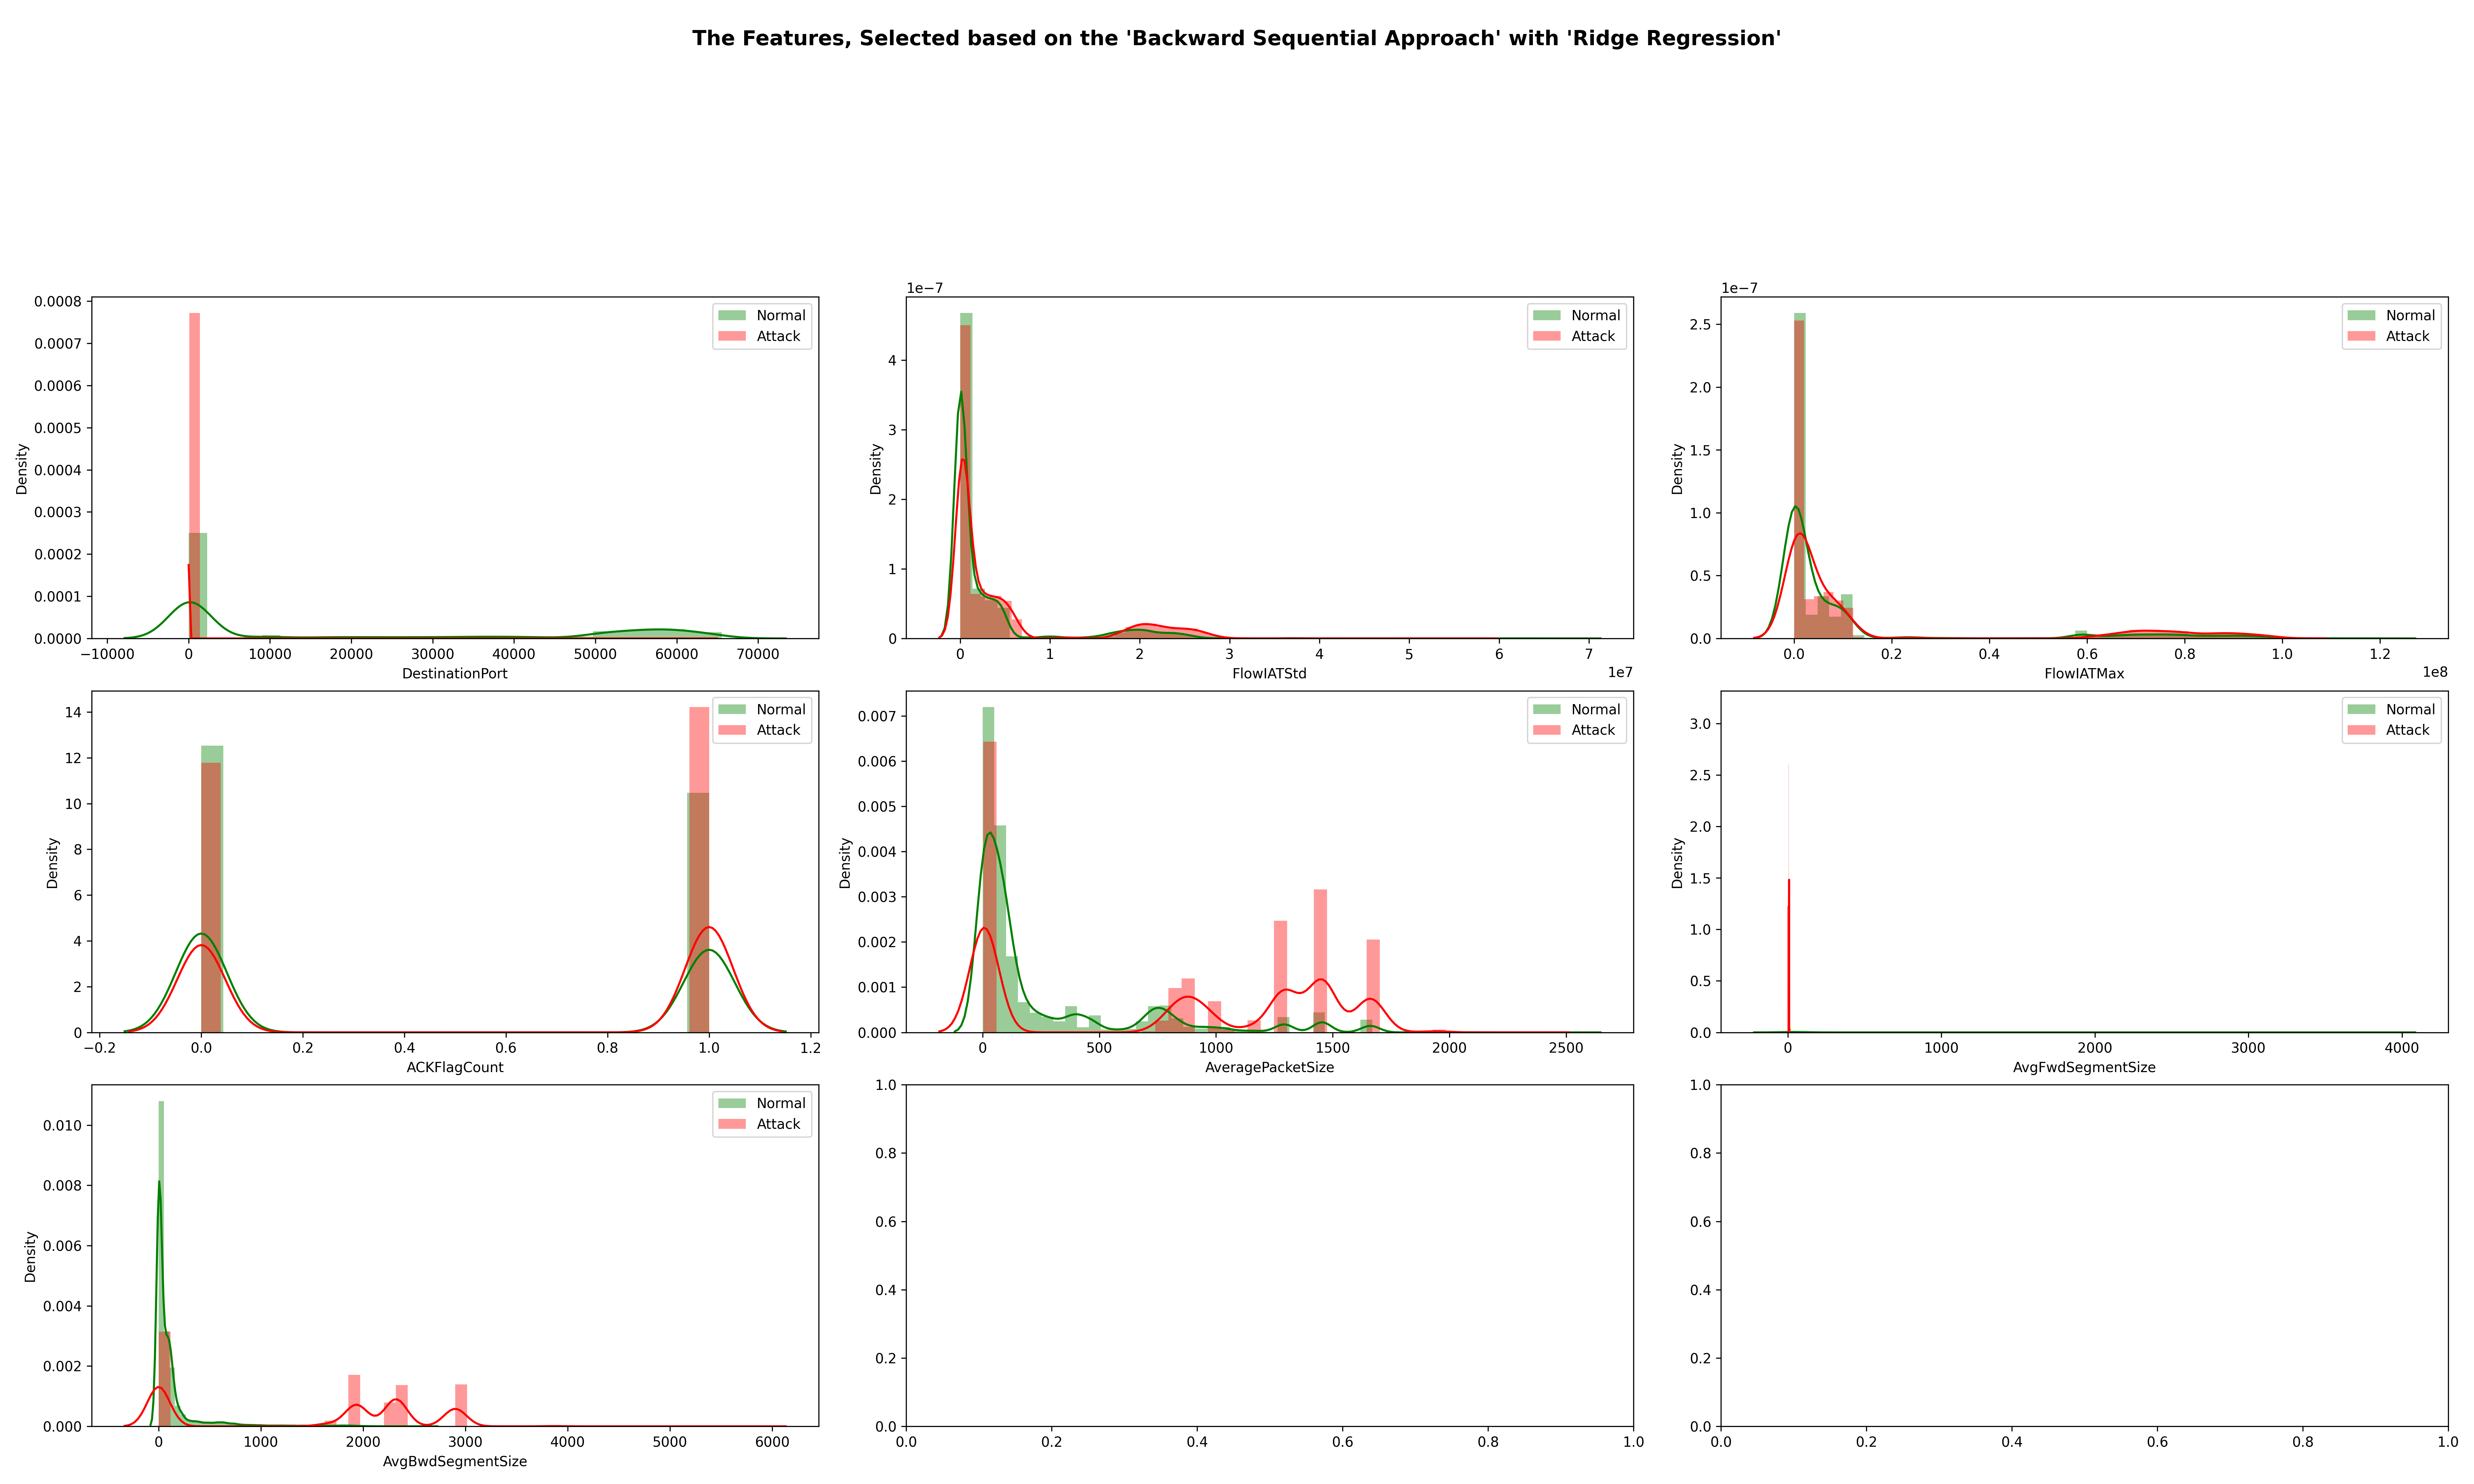 The Features, Selected based on the 'Backward Sequential Approach' with 'Ridge Regression'
0.0008
0.0007
0.0006
0.0005
0.0004
0.0003
0.0002
0.0001
0.0000
Density
−10000 0 10000 20000 30000 40000 50000 60000 70000
DestinationPort
Normal
Attack
1e−7
4
3
2
1
0
Density
0 1 2 3 4 5 6 7
1e7
FlowIATStd
Normal
Attack
1e−7
2.5
2.0
1.5
1.0
0.5
0.0
Density
0.0 0.2 0.4 0.6 0.8 1.0 1.2
1e8
FlowIATMax
Normal
Attack
14
12
10
8
6
4
2
0
Density
−0.2 0.0 0.2 0.4 0.6 0.8 1.0 1.2
ACKFlagCount
Normal
Attack
0.007
0.006
0.005
0.004
0.003
0.002
0.001
0.000
Density
0 500 1000 1500 2000 2500
AveragePacketSize
Normal
Attack
3.0
2.5
2.0
1.5
1.0
0.5
0.0
Density
0 1000 2000 3000 4000
AvgFwdSegmentSize
Normal
Attack
0.010
0.008
0.006
0.004
0.002
0.000
Density
0 1000 2000 3000 4000 5000 6000
AvgBwdSegmentSize
Normal
Attack
1.0
0.8
0.6
0.4
0.2
0.0
0.0 0.2 0.4 0.6 0.8 1.0
1.0
0.8
0.6
0.4
0.2
0.0
0.0 0.2 0.4 0.6 0.8 1.0